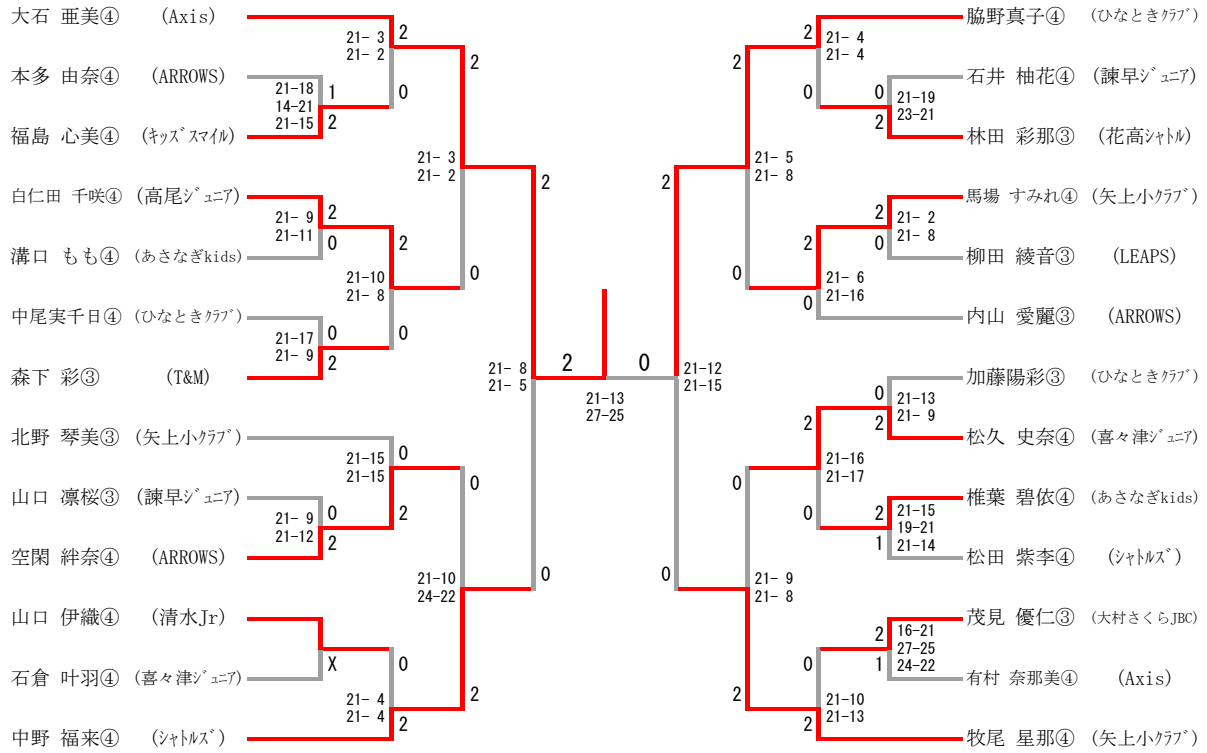 大石 亜美④ (Axis)
本多 由奈④ (ARROWS)
福島 心美④ (ｷｯｽﾞｽﾏｲﾙ)
白仁田 千咲④ (高尾ｼﾞｭﾆｱ)
溝口 もも④ (あさなぎkids)
中尾実千日④ (ひなときｸﾗﾌﾞ)
森下 彩③ (T&M)
北野 琴美③ (矢上小ｸﾗﾌﾞ)
山口 凛桜③ (諫早ｼﾞｭﾆｱ)
空閑 絆奈④ (ARROWS)
山口 伊織④ (清水Jr)
石倉 叶羽④ (喜々津ｼﾞｭﾆｱ)
中野 福来④ (ｼｬﾄﾙｽﾞ)
21- 3 2
21- 2
0
21-18 1
14-21
21-15 2
2
21- 3
21- 2
0
21- 9 2
21-11 0
2
21-10
21- 8
0
21-17 0
21- 9 2
2
21- 8
21- 5
0
21-15 0
21-15
2
21- 9 0
21-12 2
0
21-10
24-22
2
X
0
21- 4
21- 4 2
2 0
21-13
27-25
2
21-12
21-15
0
2
21- 5
21- 8
0
2 21- 4
21- 4
0
0 21-19
2 23-21
2 21- 2
0 21- 8
2
21- 6
0 21-16
0 21-13
2 21- 9
2
21-16
21-17
0
2 21-15
19-21
1 21-14
0
21- 9
21- 8
2
2 16-21
27-25
1 24-22
0
21-10
2 21-13
脇野真子④ (ひなときｸﾗﾌﾞ)
石井 柚花④ (諫早ｼﾞｭﾆｱ)
林田 彩那③ (花高ｼｬﾄﾙ)
馬場 すみれ④ (矢上小ｸﾗﾌﾞ)
柳田 綾音③ (LEAPS)
内山 愛麗③ (ARROWS)
加藤陽彩③ (ひなときｸﾗﾌﾞ)
松久 史奈④ (喜々津ｼﾞｭﾆｱ)
椎葉 碧依④ (あさなぎkids)
松田 紫李④ (ｼｬﾄﾙｽﾞ)
茂見 優仁③ (大村さくらJBC)
有村 奈那美④ (Axis)
牧尾 星那④ (矢上小ｸﾗﾌﾞ)